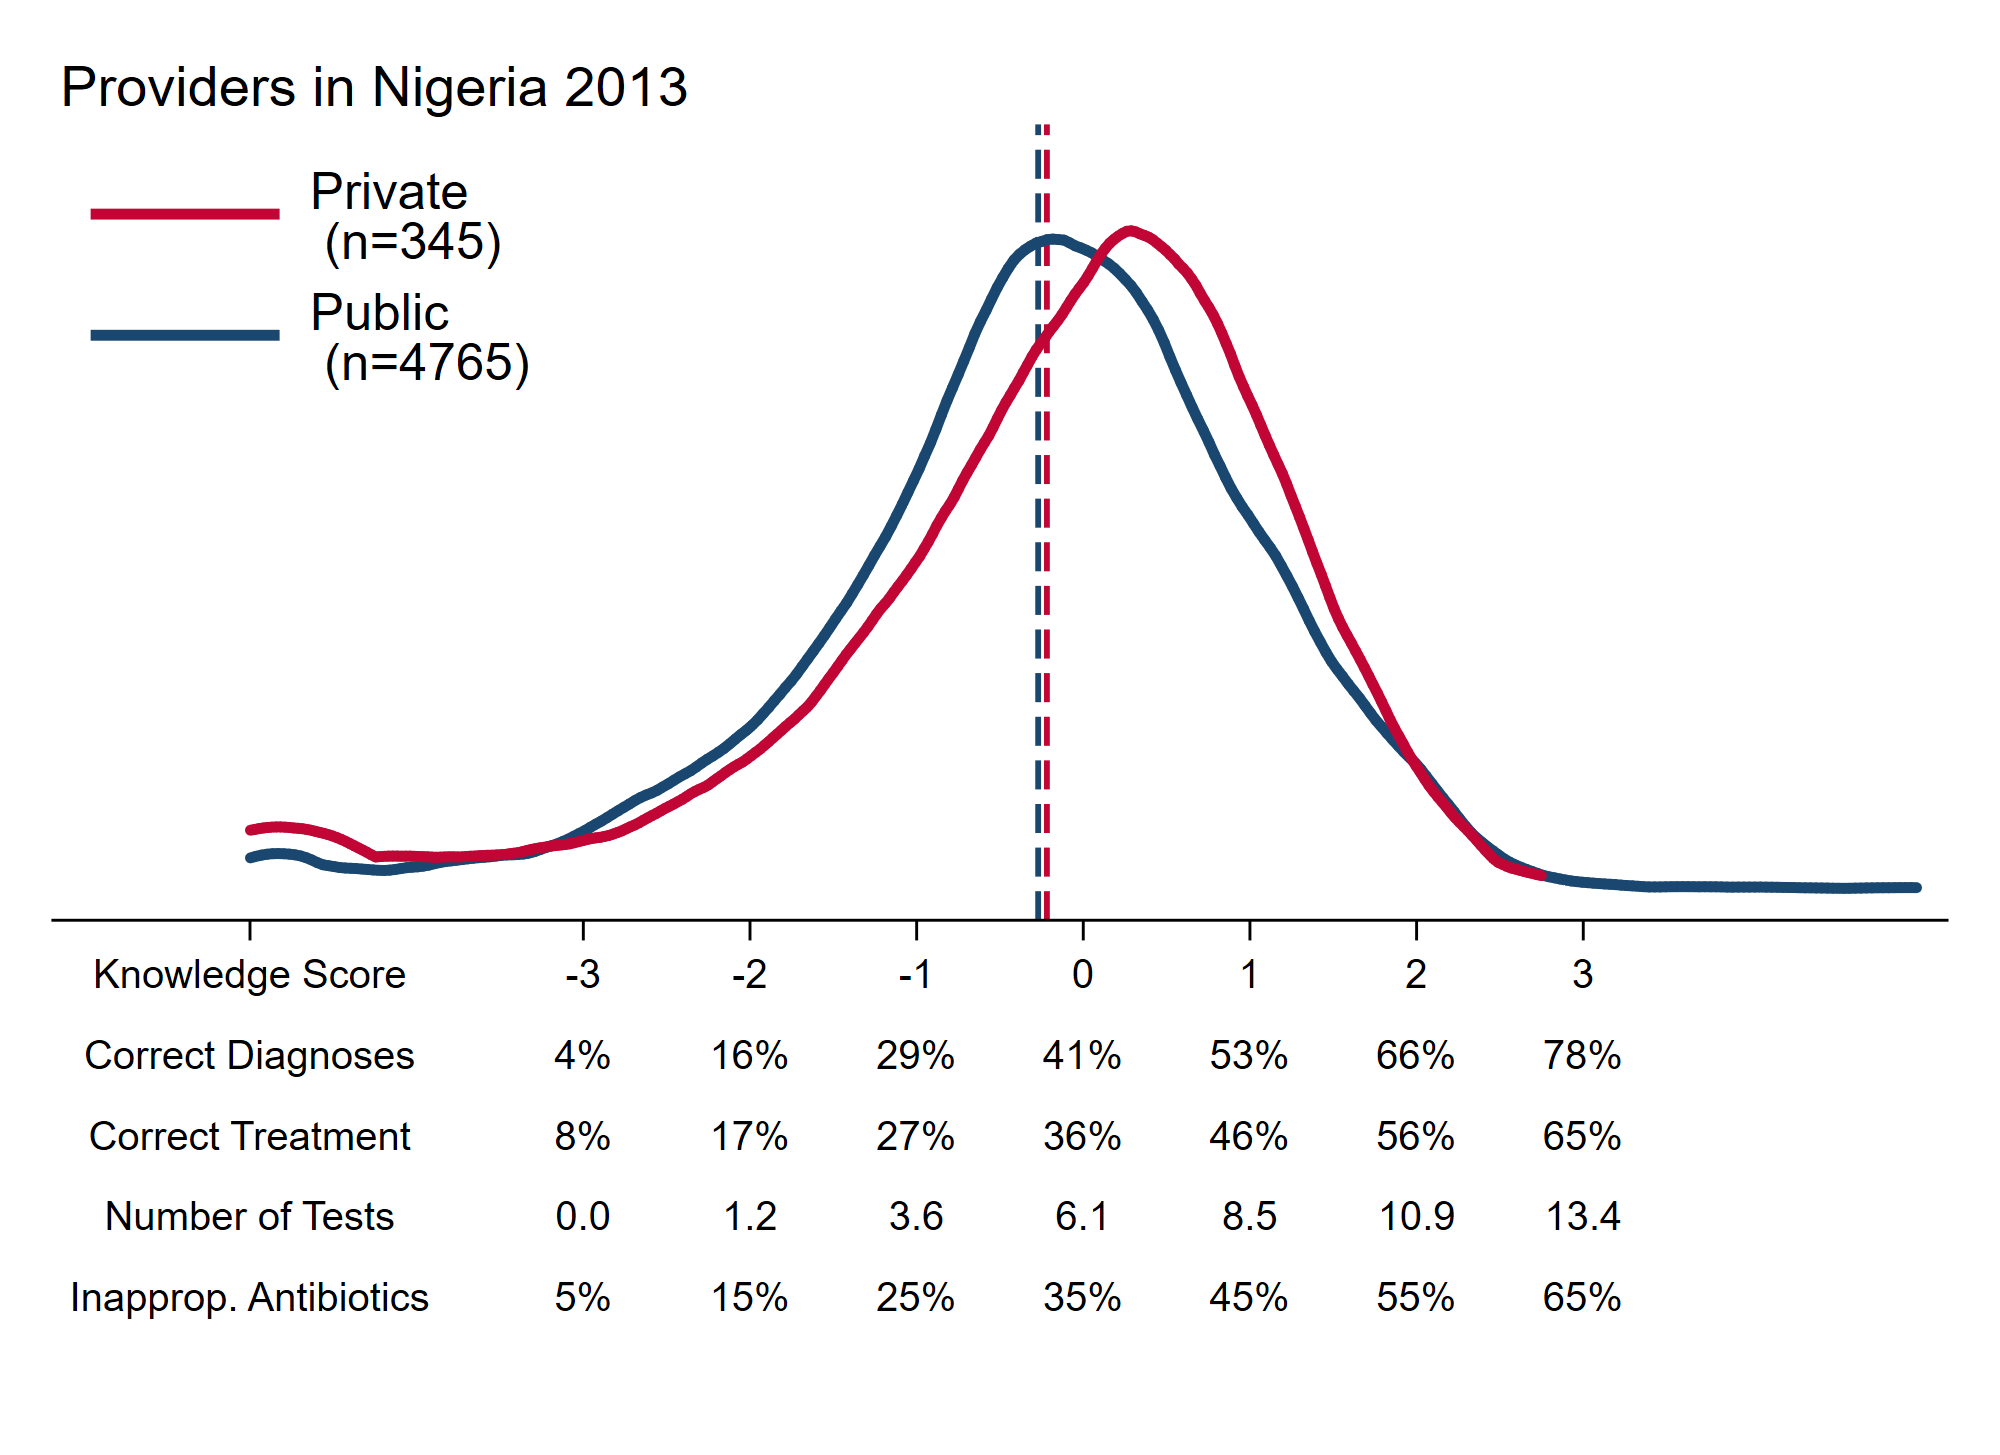 Providers in Nigeria 2013
Private
(n=345)
Public
(n=4765)
Knowledge Score -3 -2 -1 0 1 2 3
Correct Diagnoses 4% 16% 29% 41% 53% 66% 78%
Correct Treatment 8% 17% 27% 36% 46% 56% 65%
Number of Tests 0.0 1.2 3.6 6.1 8.5 10.9 13.4
Inapprop. Antibiotics 5% 15% 25% 35% 45% 55% 65%